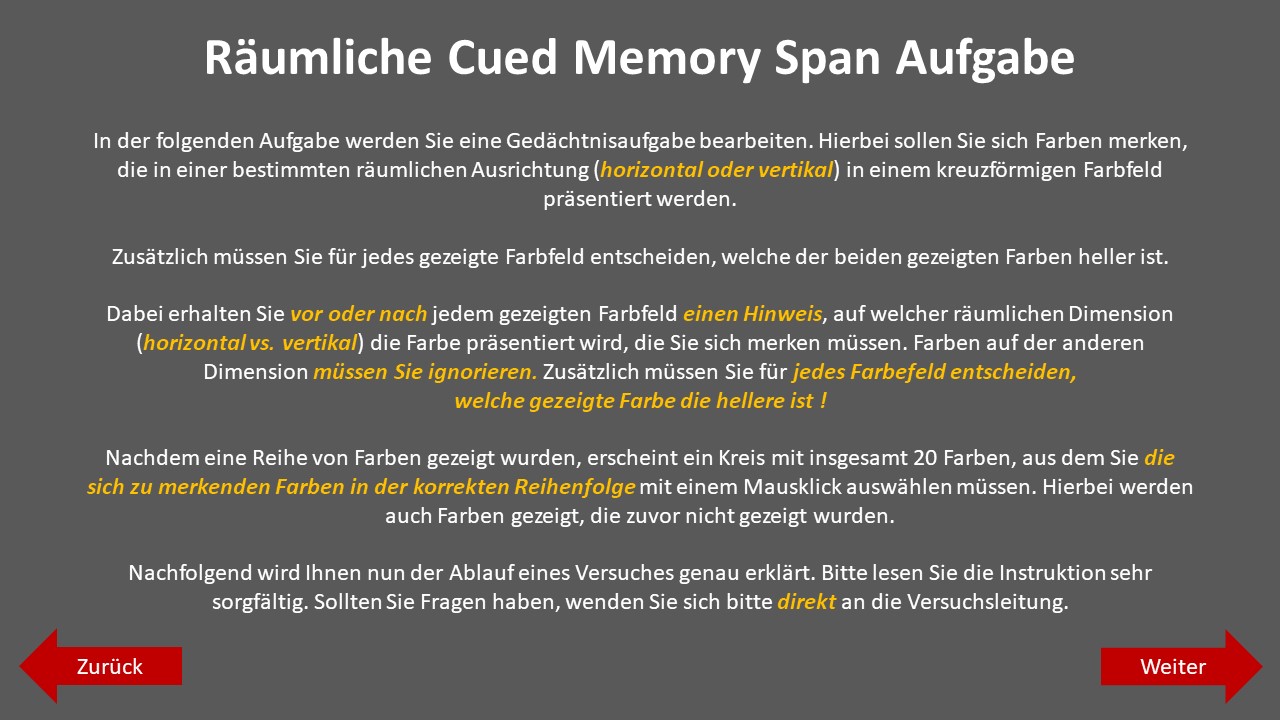 Räumliche Cued Memory Span Aufgabe
In der folgenden Aufgabe werden Sie eine Gedächtnisaufgabe bearbeiten. Hierbei sollen Sie sich Farben merken,
die in einer bestimmten räumlichen Ausrichtung (horizontal oder vertikal) in einem kreuzförmigen Farbfeld
präsentiert werden.
Zusätzlich müssen Sie für jedes gezeigte Farbfeld entscheiden, welche der beiden gezeigten Farben heller ist.
Dabei erhalten Sie vor oder nach jedem gezeigten Farbfeld einen Hinweis, auf welcher räumlichen Dimension
(horizontal vs. vertikal) die Farbe präsentiert wird, die Sie sich merken müssen. Farben auf der anderen
Dimension müssen Sie ignorieren. Zusätzlich müssen Sie für jedes Farbefeld entscheiden,
welche gezeigte Farbe die hellere ist !
Nachdem eine Reihe von Farben gezeigt wurden, erscheint ein Kreis mit insgesamt 20 Farben, aus dem Sie die
sich zu merkenden Farben in der korrekten Reihenfolge mit einem Mausklick auswählen müssen. Hierbei werden
auch Farben gezeigt, die zuvor nicht gezeigt wurden.
Nachfolgend wird Ihnen nun der Ablauf eines Versuches genau erklärt. Bitte lesen Sie die Instruktion sehr
sorgfältig. Sollten Sie Fragen haben, wenden Sie sich bitte direkt an die Versuchsleitung.
Zurück
Weiter